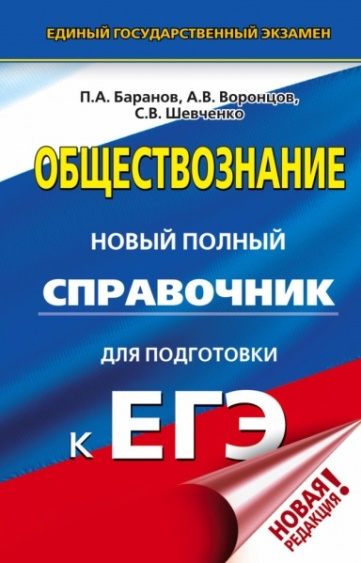 ЕДИНЫЙ ГОСУДАРСТВЕННЫЙ ЭКЗАМЕН
П.А. Баранов, А.В. Воронцов,
С.В. Шевченко
ОБЩЕСТВОЗНАНИЕ
НОВЫЙ ПОЛНЫЙ
СПРАВОЧНИК
ДЛЯ ПОДГОТОВКИ
К ЕГЭ
НОВАЯ
РЕДАКЦИЯ!